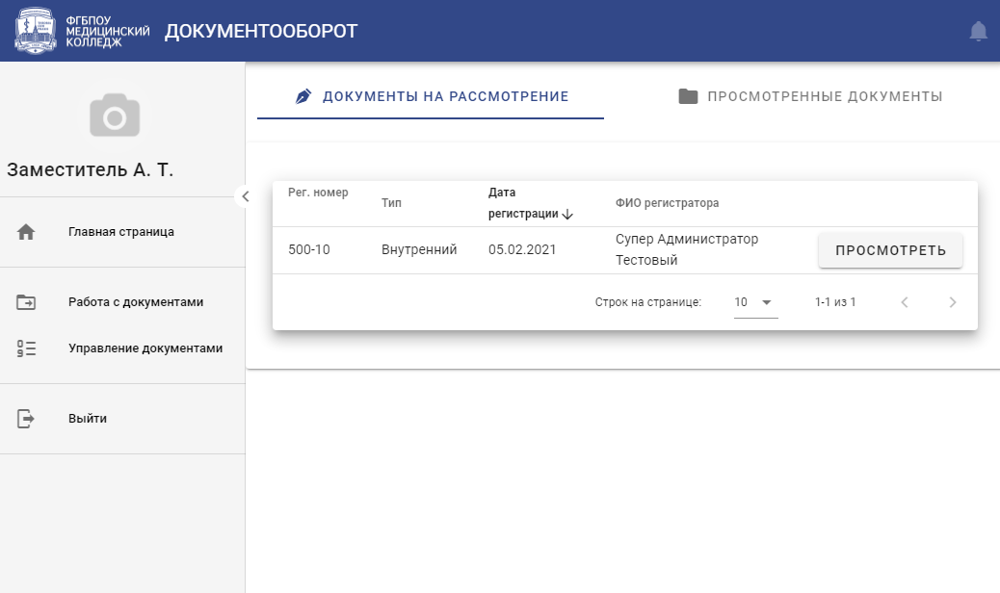 ФГБПОУ
МЕДИЦИНСКИЙ
КОЛЛЕДЖ
ДОКУМЕНТООБОРОТ
Заместитель А. Т.
Главная страница
Работа с документами
Управление документами
Выйти
ДОКУМЕНТЫ НА РАССМОТРЕНИЕ
ПРОСМОТРЕННЫЕ ДОКУМЕНТЫ
Рег. номер
Тип
Дата
регистрации
ФИО регистратора
500-10
Внутренний
05.02.2021
Супер Администратор
Тестовый
ПРОСМОТРЕТЬ
Строк на странице:
10
1-1 из 1